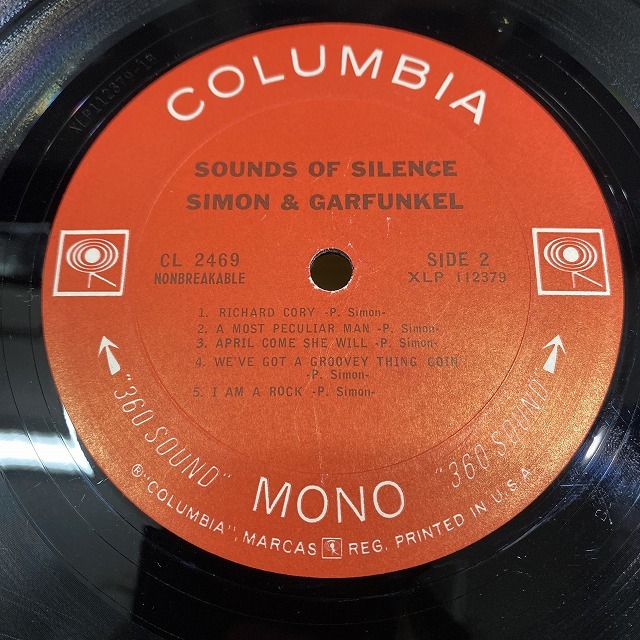 COLUMBIA
SOUNDS OF SILENCE
SIMON & GARFUNKEL
CL 2469
NONBREAKABLE
SIDE 2
XLP 112379
1. RICHARD CORY -P. Simon-
2. A MOST PECULIAR MAN -P. Simon-
3. APRIL COME SHE WILL -P. Simon-
4. WE'VE GOT A GROOVEY THING GOIN
-P. Simon-
5. I AM A ROCK -P. Simon-
"360 SOUND"
MONO
"360 SOUND"
® "COLUMBIA", MARCAS REG. PRINTED IN U.S.A.